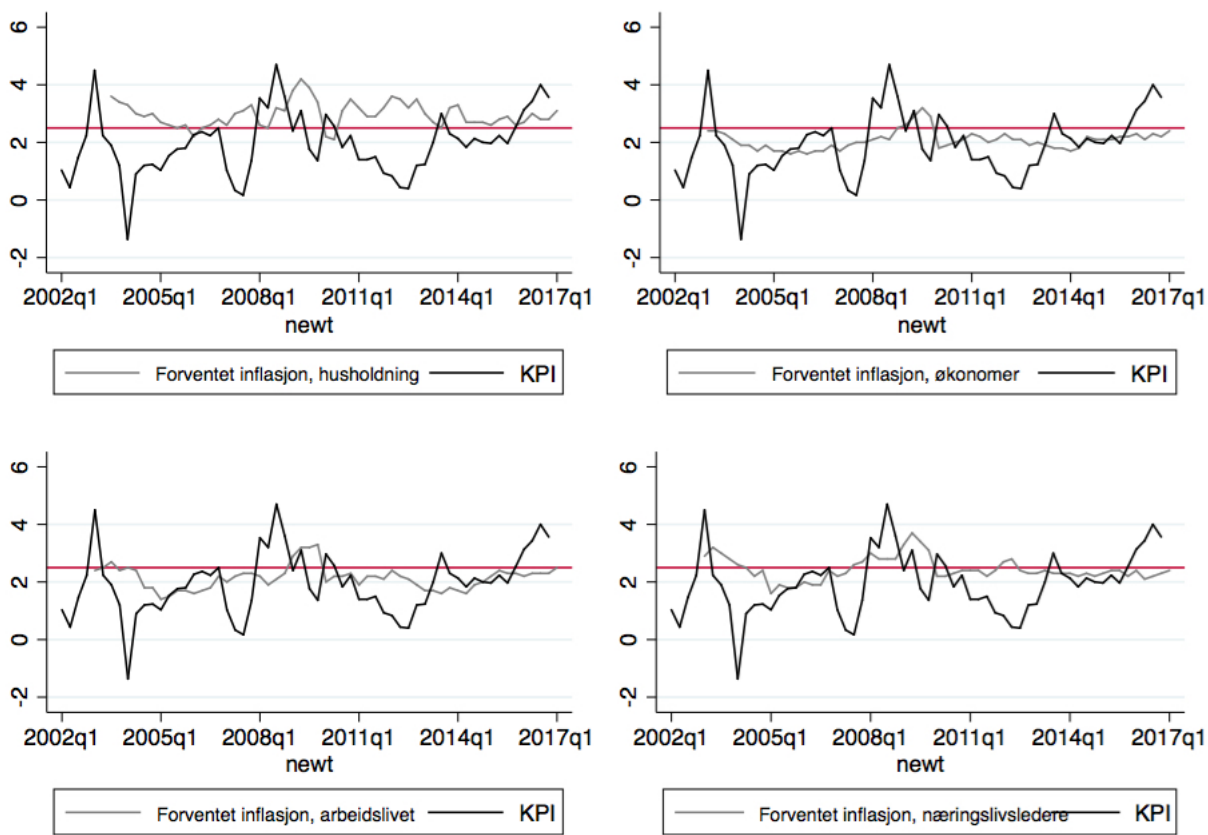 6
4
2
0
-2
2002q1 2005q1 2008q1 2011q1 2014q1 2017q1
newt
Forventet inflasjon, husholdning KPI
6
4
2
0
-2
2002q1 2005q1 2008q1 2011q1 2014q1 2017q1
newt
Forventet inflasjon, økonomer KPI
6
4
2
0
-2
2002q1 2005q1 2008q1 2011q1 2014q1 2017q1
newt
Forventet inflasjon, arbeidslivet KPI
6
4
2
0
-2
2002q1 2005q1 2008q1 2011q1 2014q1 2017q1
newt
Forventet inflasjon, næringslivsledere KPI